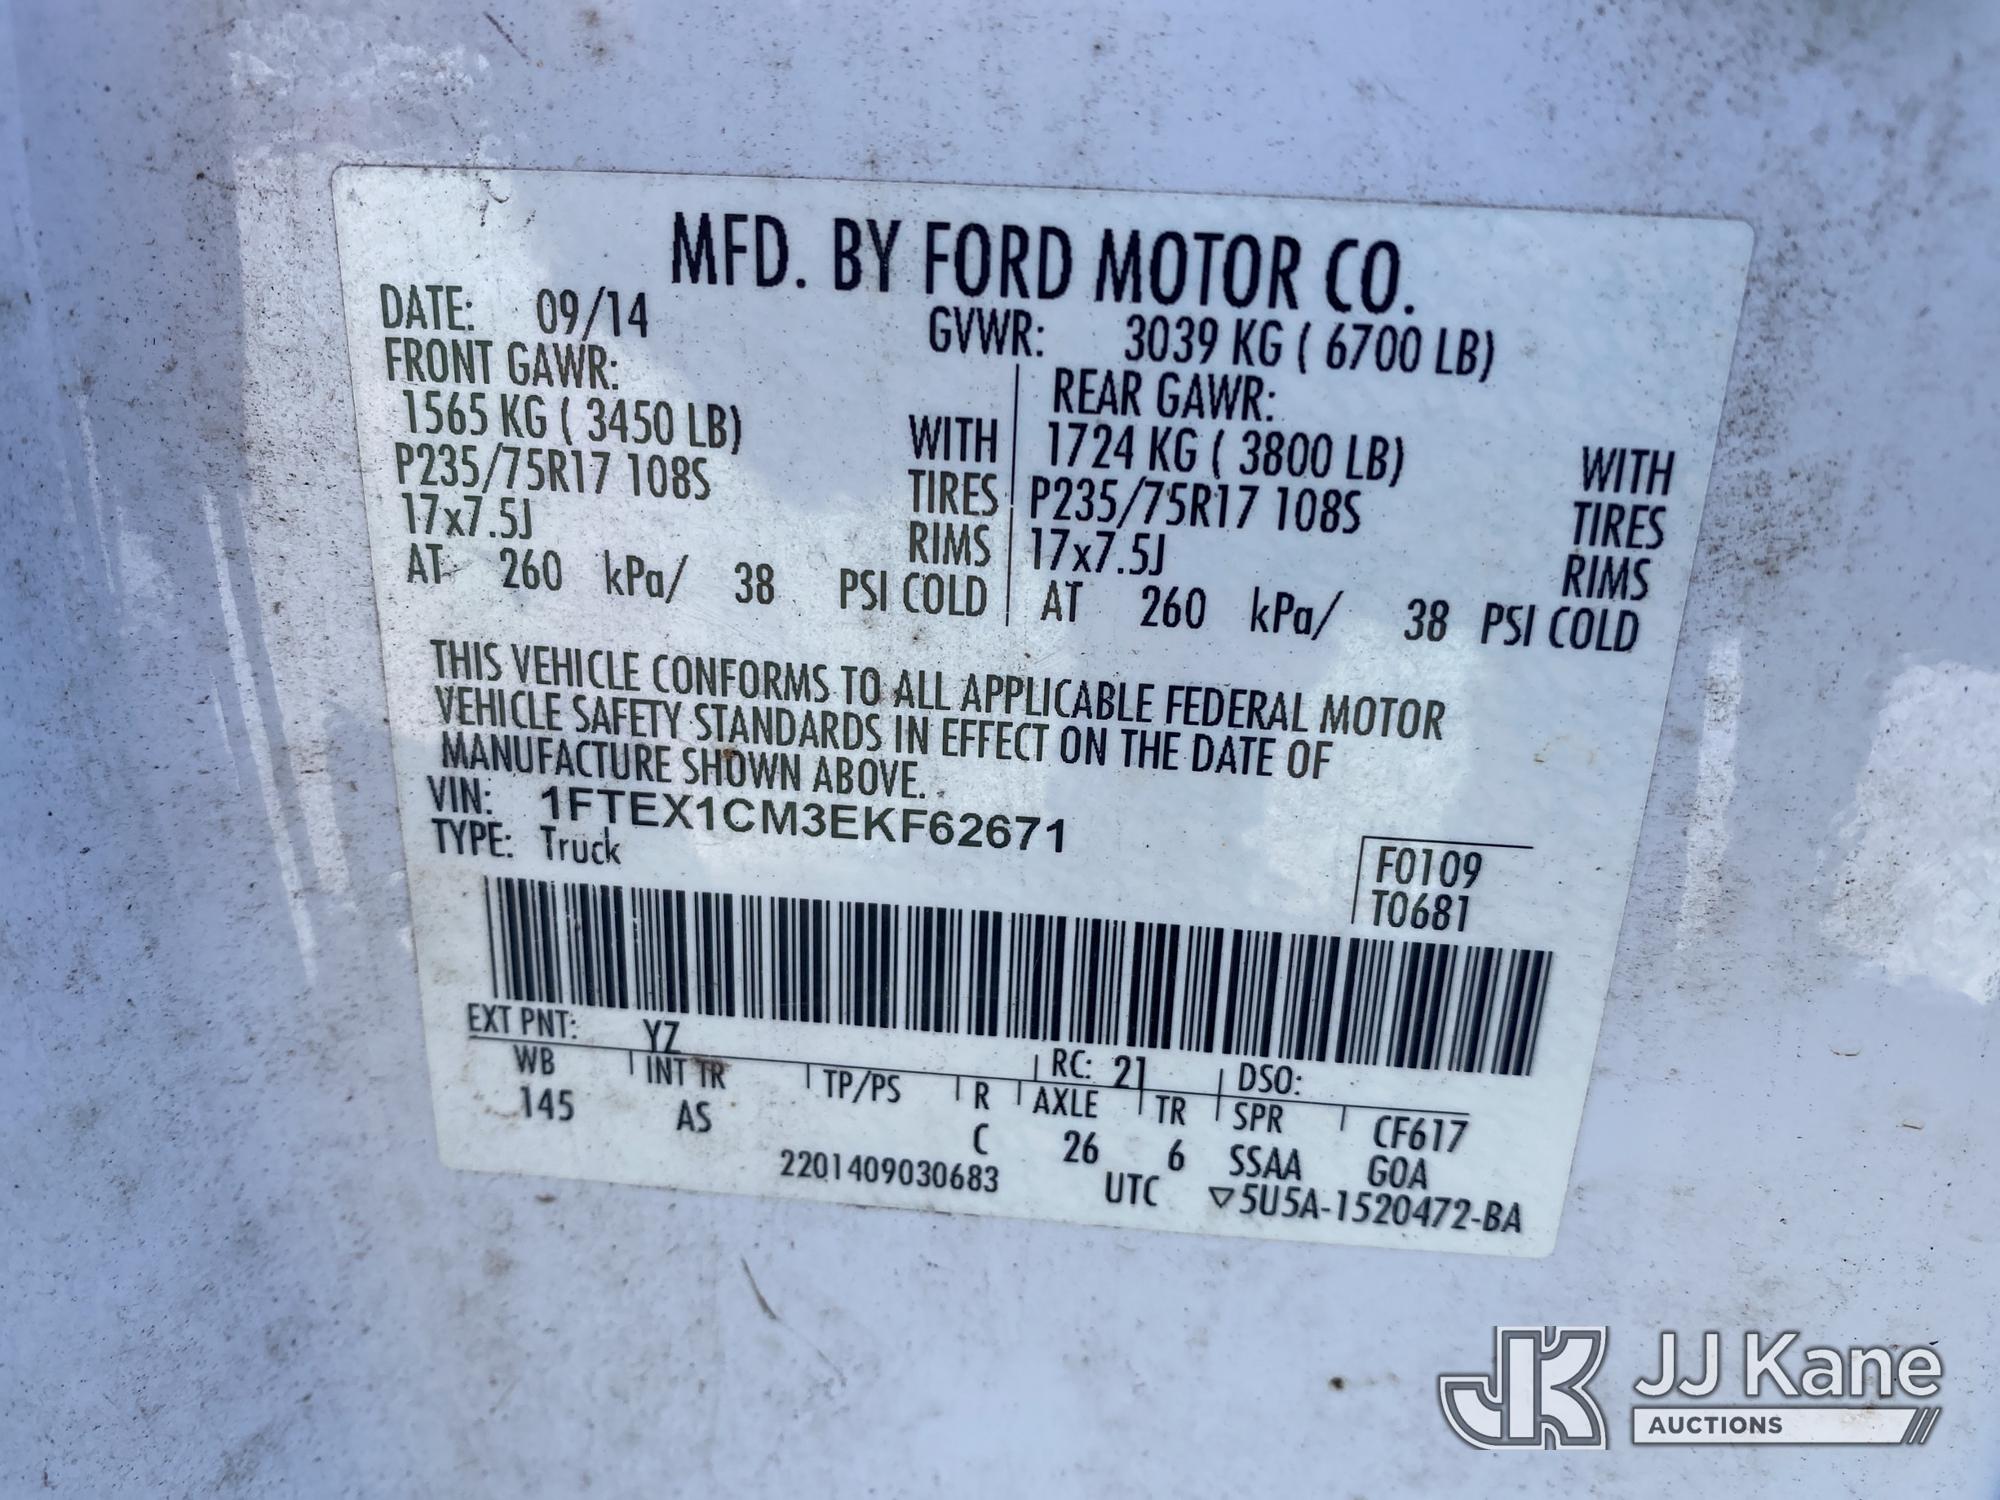 MFD. BY FORD MOTOR CO.
DATE: 09/14 GVWR: 3039 KG ( 6700 LB)
FRONT GAWR: REAR GAWR:
1565 KG ( 3450 LB) WITH 1724 KG ( 3800 LB) WITH
P235/75R17 108S TIRES P235/75R17 108S TIRES
17x7.5J RIMS 17x7.5J RIMS
AT 260 kPa/ 38 PSI COLD AT 260 kPa/ 38 PSI COLD
THIS VEHICLE CONFORMS TO ALL APPLICABLE FEDERAL MOTOR
VEHICLE SAFETY STANDARDS IN EFFECT ON THE DATE OF
MANUFACTURE SHOWN ABOVE.
VIN: 1FTEX1CM3EKF62671
TYPE: Truck
F0109
T0681
EXT PNT: YZ RC: 21 DSO:
WB INT TR TP/PS R AXLE TR SPR CF617
145 AS C 26 6 SSAA GOA
2201409030683 UTC ▽5U5A-1520472-BA
JK JJ Kane
AUCTIONS